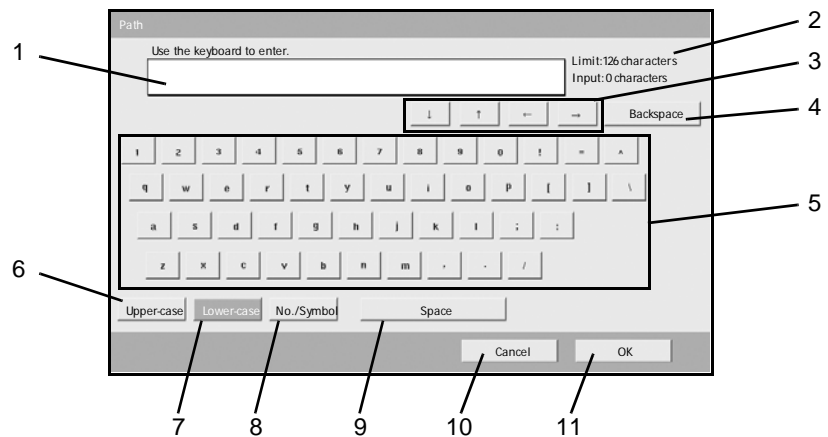 Path
2
1
Use the keyboard to enter.
Limit:126 characters
3
Input:0 characters
4
↓ ↑ ← → Backspace
1 2 3 4 5 6 7 8 9 0 ! = ^
q w e r t y u i o p [ ] \
5
a s d f g h j k l ; :
6
z x c v b n m , . /
Upper-case Lower-case No./Symbol Space
Cancel OK
7 8 9 10 11